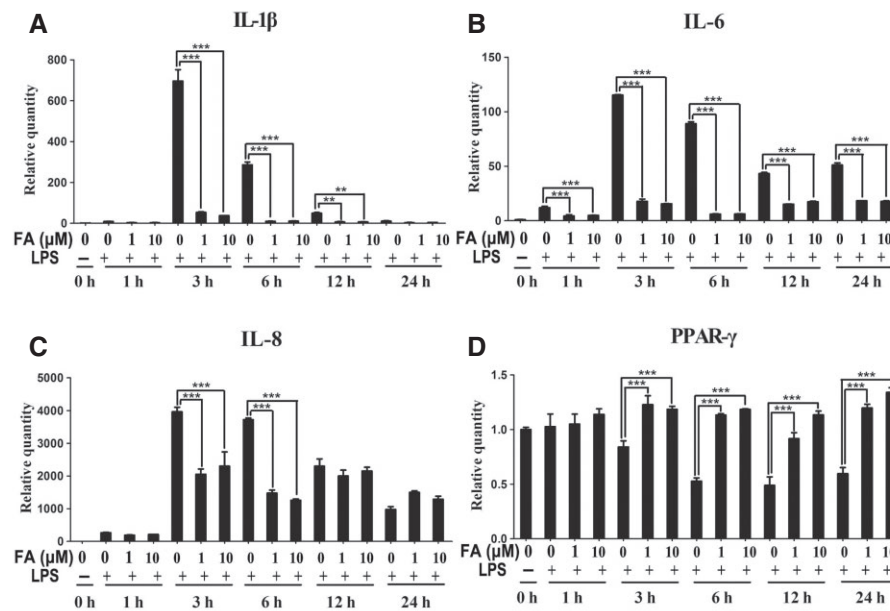 A
IL-1β
***
***
***
***
**
**
Relative quantity
800
600
400
200
0
FA (μM) 0 0 1 10 0 1 10 0 1 10 0 1 10 0 1 10
LPS − + + + + + + + + + + + + + + +
0 h 1 h 3 h 6 h 12 h 24 h
B
IL-6
***
***
***
***
***
***
***
***
***
***
Relative quantity
150
100
50
0
FA (μM) 0 0 1 10 0 1 10 0 1 10 0 1 10 0 1 10
LPS − + + + + + + + + + + + + + + +
0 h 1 h 3 h 6 h 12 h 24 h
C
IL-8
***
***
***
***
Relative quantity
5000
4000
3000
2000
1000
0
FA (μM) 0 0 1 10 0 1 10 0 1 10 0 1 10 0 1 10
LPS − + + + + + + + + + + + + + + +
0 h 1 h 3 h 6 h 12 h 24 h
D
PPAR-γ
***
***
***
***
***
***
***
***
Relative quantity
1.5
1.0
0.5
0.0
FA (μM) 0 0 1 10 0 1 10 0 1 10 0 1 10 0 1 10
LPS − + + + + + + + + + + + + + + +
0 h 1 h 3 h 6 h 12 h 24 h